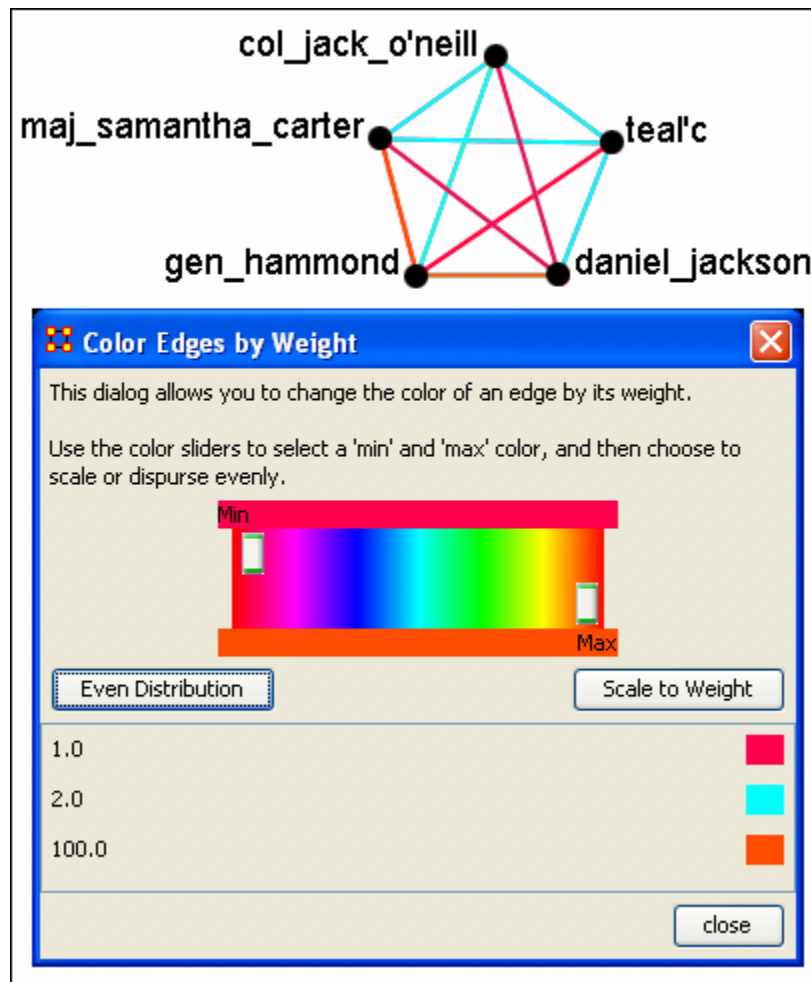 col_jack_o'neill
maj_samantha_carter
teal'c
gen_hammond
daniel_jackson
Color Edges by Weight
This dialog allows you to change the color of an edge by its weight.
Use the color sliders to select a 'min' and 'max' color, and then choose to
scale or dispurse evenly.
Min
Max
Even Distribution
Scale to Weight
1.0
2.0
100.0
close